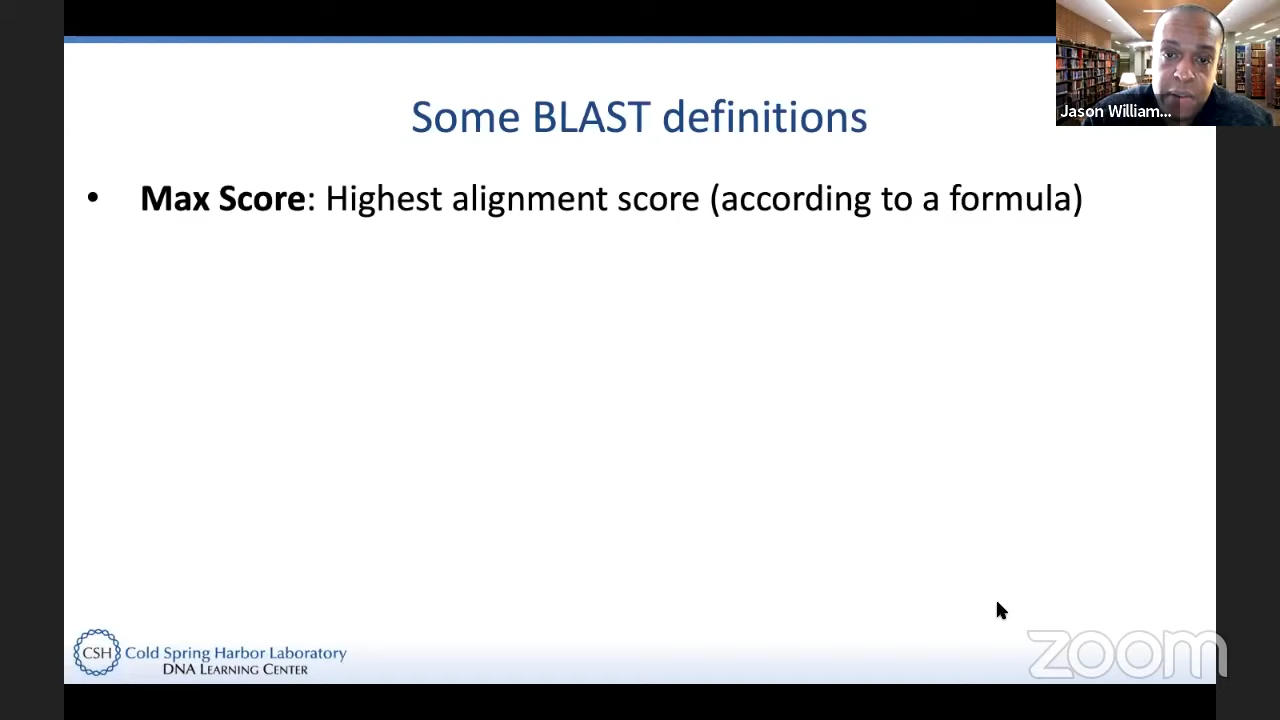 Jason William...
Some BLAST definitions
• Max Score: Highest alignment score (according to a formula)
CSH Cold Spring Harbor Laboratory
DNA LEARNING CENTER
zoom